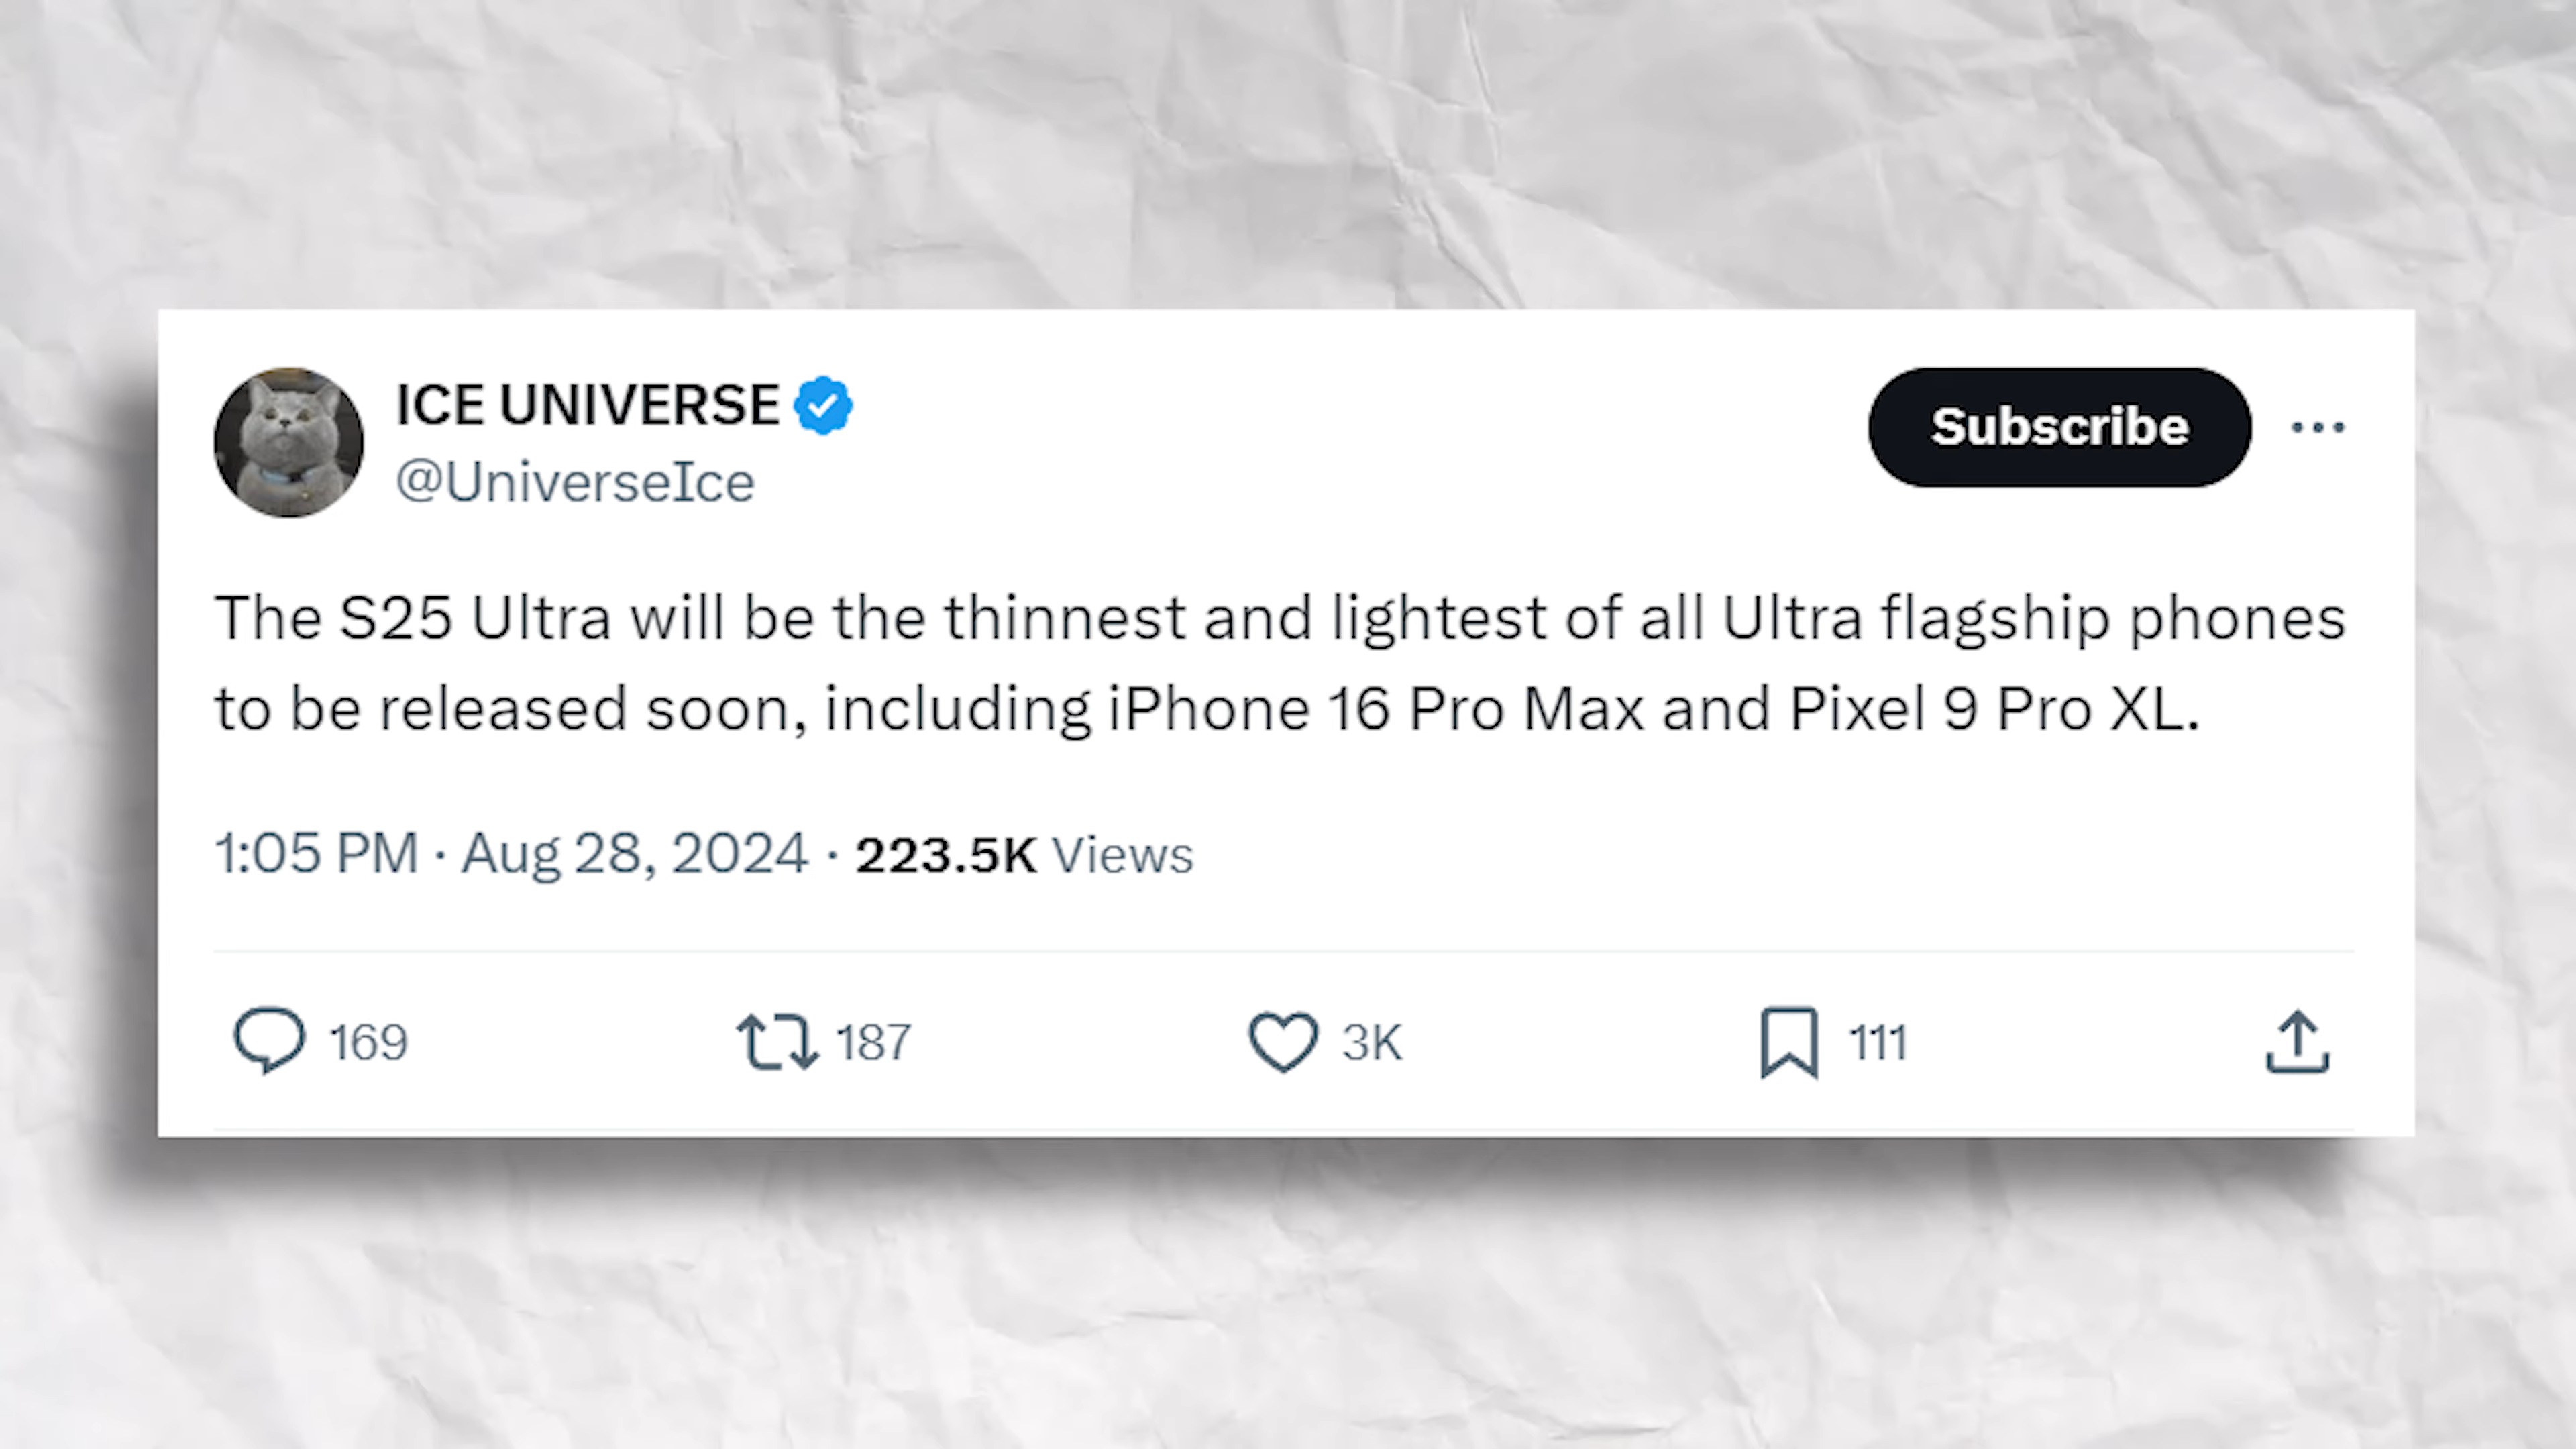 ICE UNIVERSE
@UniverseIce
Subscribe
The S25 Ultra will be the thinnest and lightest of all Ultra flagship phones
to be released soon, including iPhone 16 Pro Max and Pixel 9 Pro XL.
1:05 PM · Aug 28, 2024 · 223.5K Views
169 187 3K 111